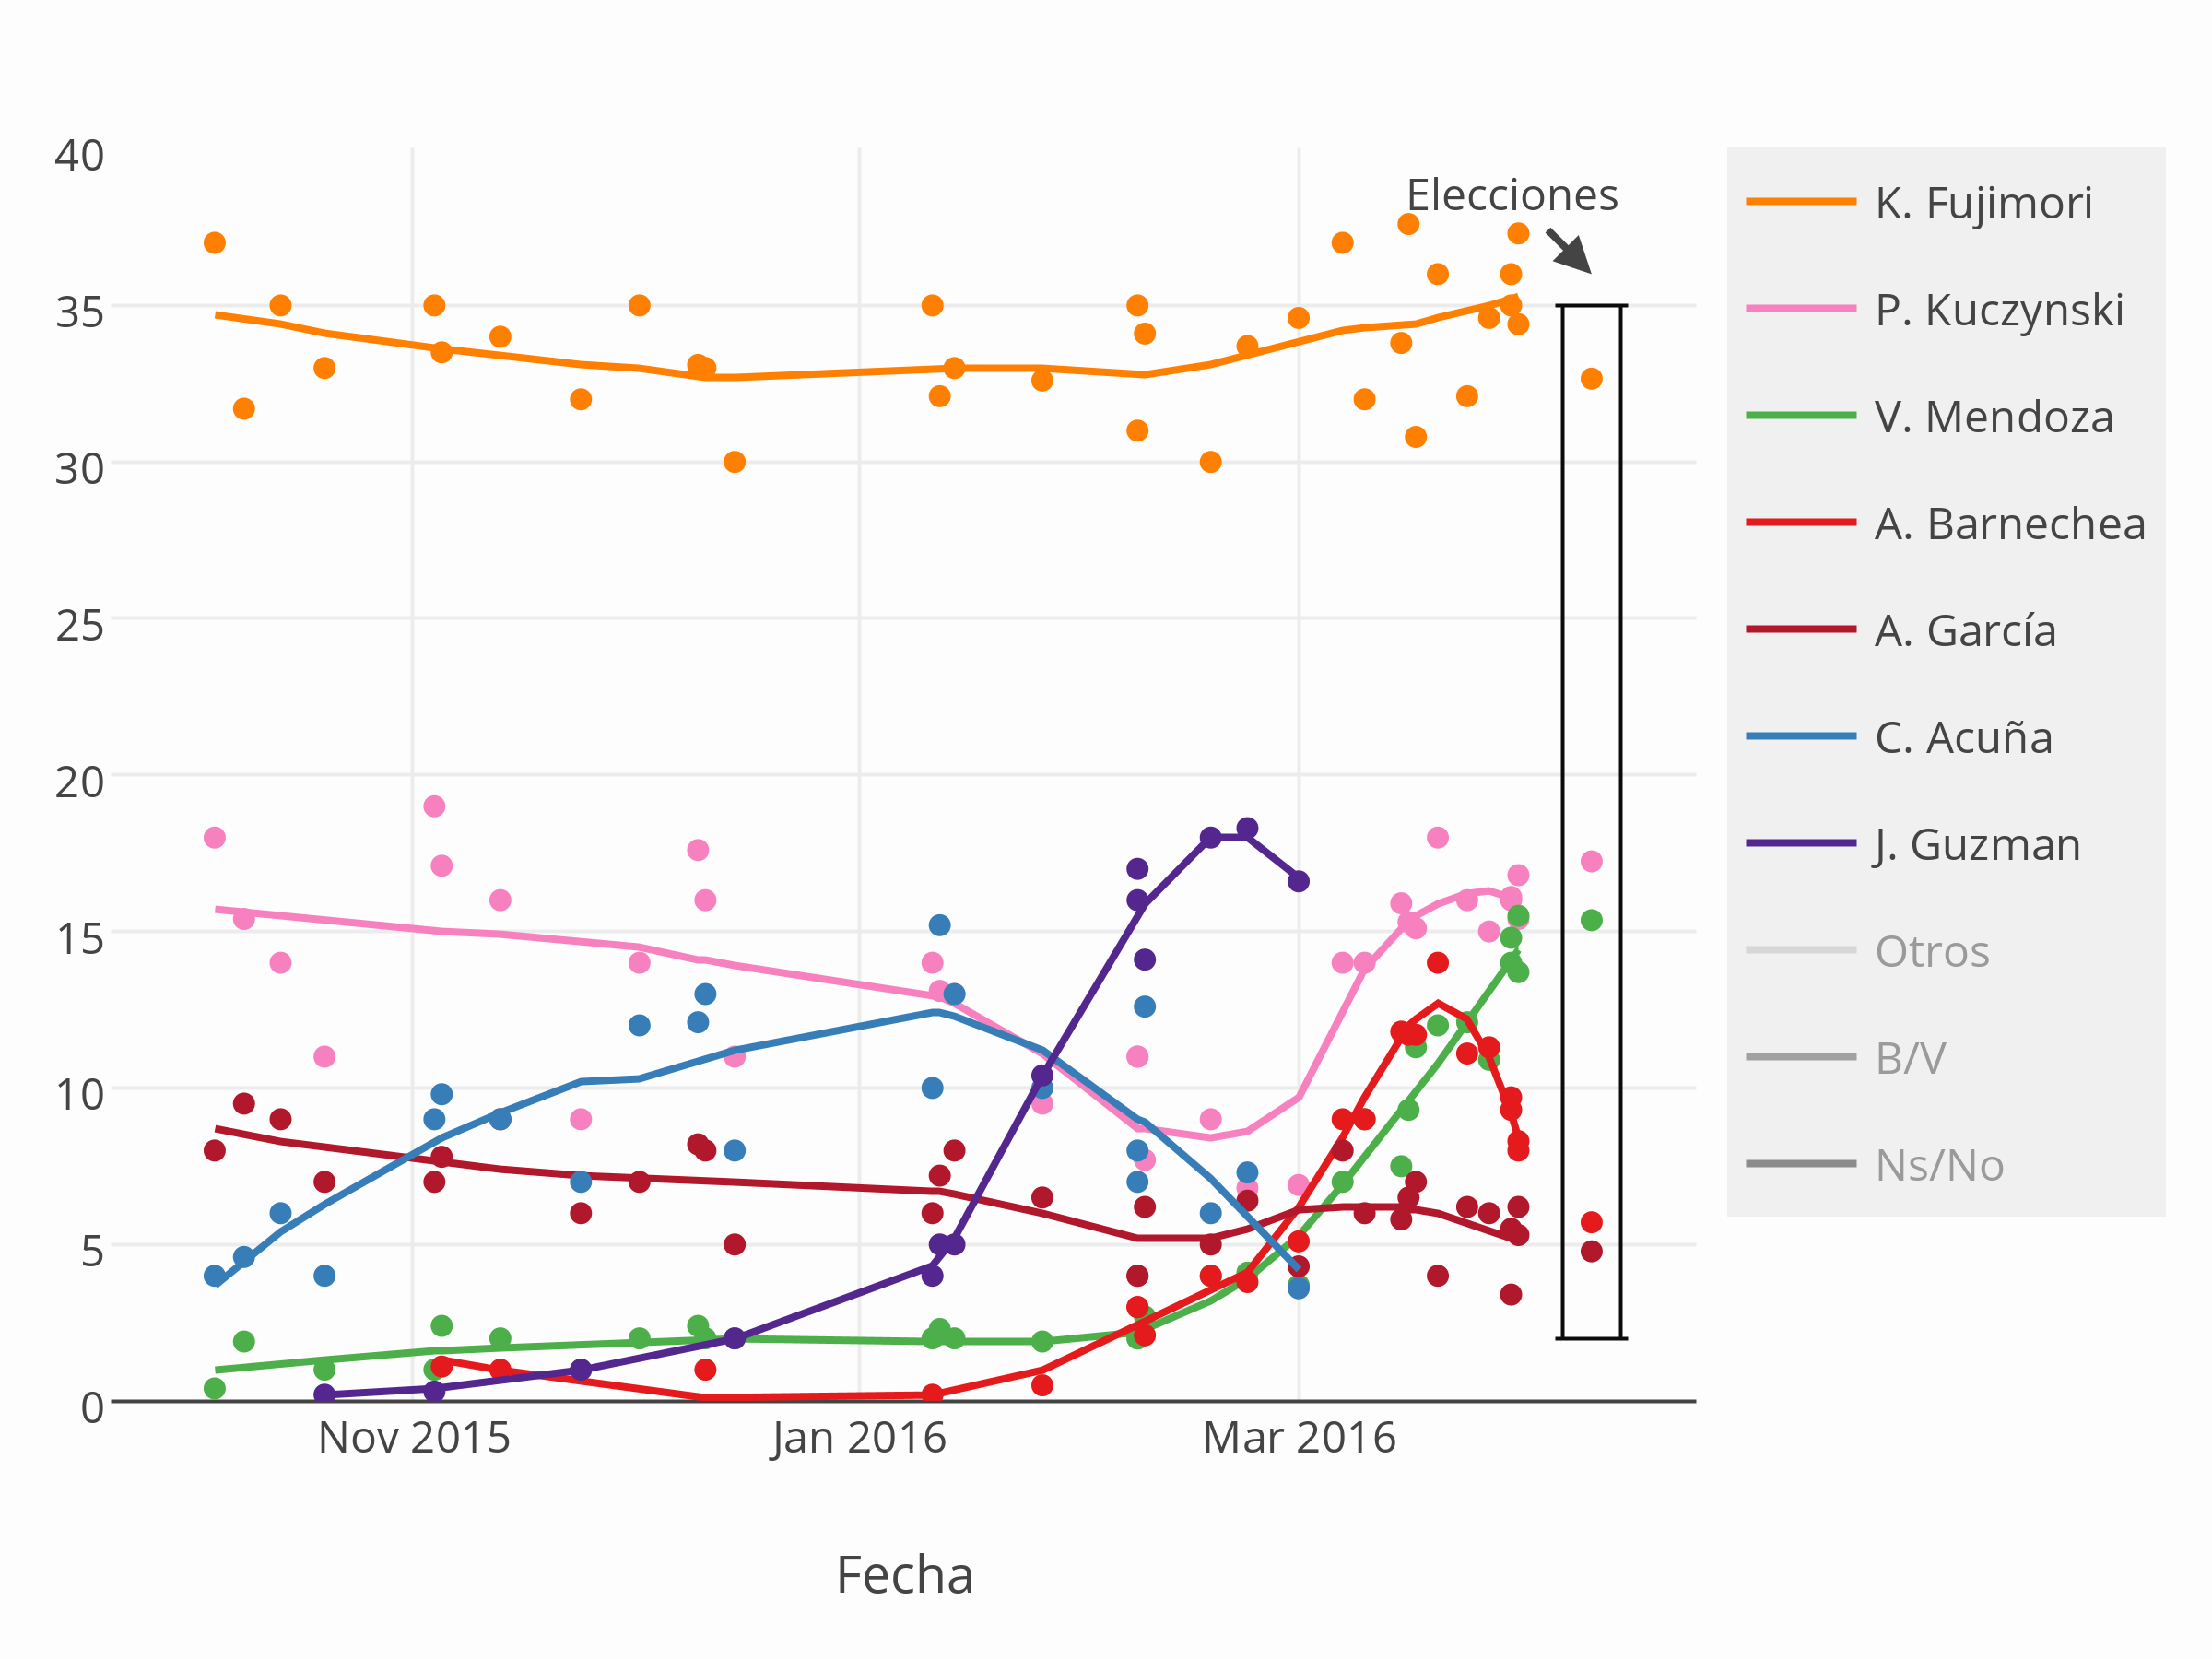 40
35
30
25
20
15
10
5
0
Elecciones
Nov 2015
Jan 2016
Mar 2016
Fecha
K. Fujimori
P. Kuczynski
V. Mendoza
A. Barnechea
A. García
C. Acuña
J. Guzman
Otros
B/V
Ns/No